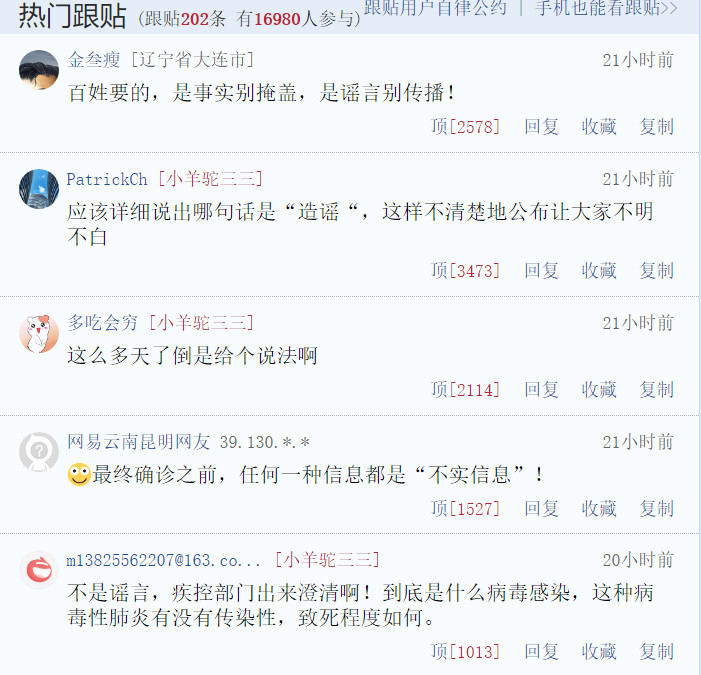 热门跟贴 (跟贴202条 有16980人参与) 跟贴用户自律公约 | 手机也能看跟贴>>
金叁瘦 [辽宁省大连市] 21小时前
百姓要的，是事实别掩盖，是谣言别传播！
顶[2578] 回复 收藏 复制
PatrickCh [小羊驼三三] 21小时前
应该详细说出哪句话是“造谣“，这样不清楚地公布让大家不明
不白
顶[3473] 回复 收藏 复制
多吃会穷 [小羊驼三三] 21小时前
这么多天了倒是给个说法啊
顶[2114] 回复 收藏 复制
网易云南昆明网友 39.130.*.* 21小时前
最终确诊之前，任何一种信息都是“不实信息”！
顶[1527] 回复 收藏 复制
m13825562207@163.co... [小羊驼三三] 20小时前
不是谣言，疾控部门出来澄清啊！到底是什么病毒感染，这种病
毒性肺炎有没有传染性，致死程度如何。
顶[1013] 回复 收藏 复制